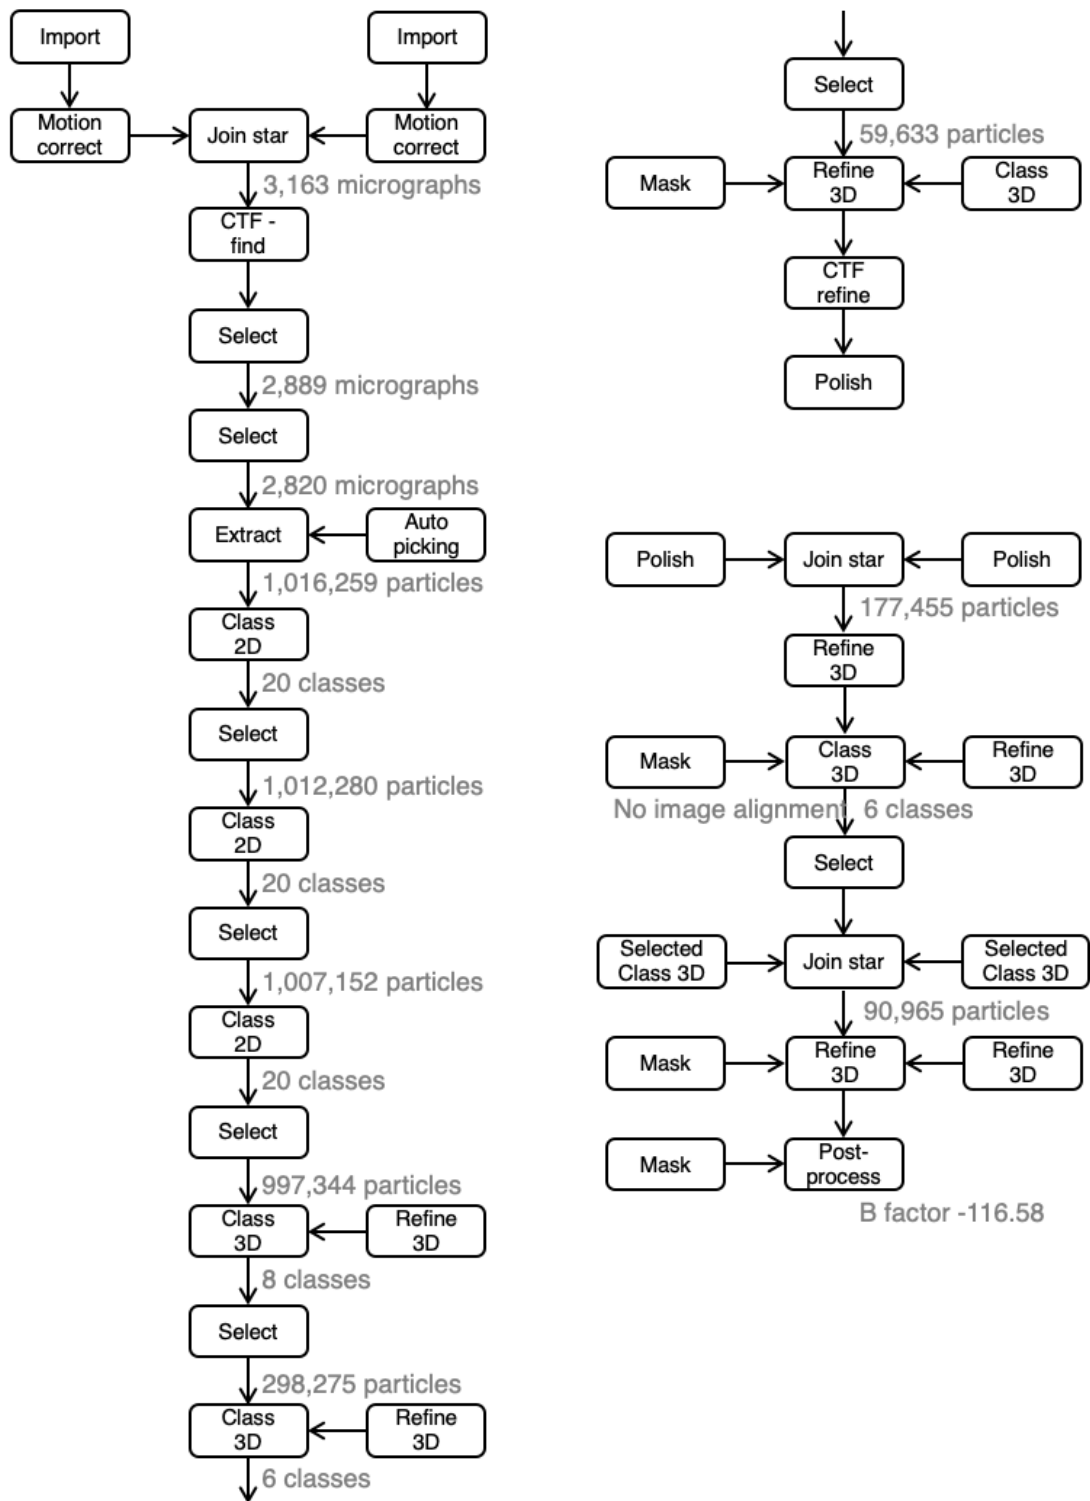 Import
Import
Motion
correct
Join star
Motion
correct
3,163 micrographs
CTF -
find
Select
2,889 micrographs
Select
2,820 micrographs
Extract
Auto
picking
1,016,259 particles
Class
2D
20 classes
Select
1,012,280 particles
Class
2D
20 classes
Select
1,007,152 particles
Class
2D
20 classes
Select
997,344 particles
Class
3D
Refine
3D
8 classes
Select
298,275 particles
Class
3D
Refine
3D
6 classes
Select
59,633 particles
Mask
Refine
3D
Class
3D
CTF
refine
Polish
Polish
Join star
Polish
177,455 particles
Refine
3D
Mask
Class
3D
Refine
3D
No image alignment
6 classes
Select
Selected
Class 3D
Join star
Selected
Class 3D
90,965 particles
Mask
Refine
3D
Refine
3D
Mask
Post-
process
B factor -116.58